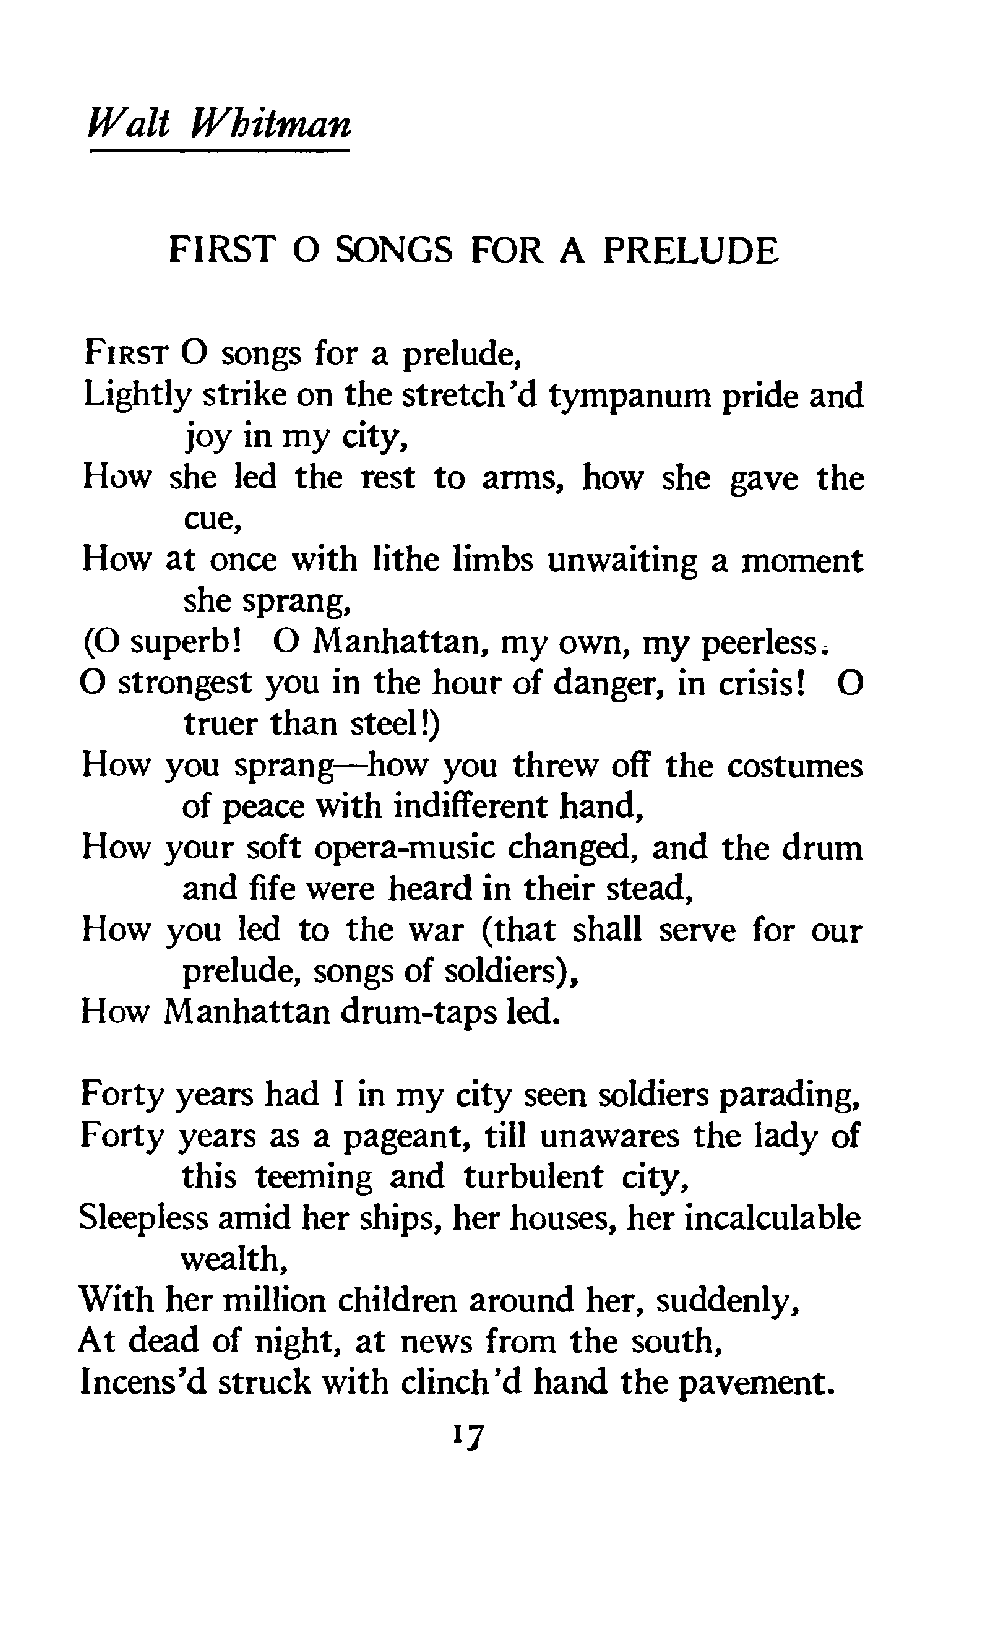 Walt Whitman
FIRST O SONGS FOR A PRELUDE
FIRST O songs for a prelude,
Lightly strike on the stretch'd tympanum pride and
joy in my city,
How she led the rest to arms, how she gave the
cue,
How at once with lithe limbs unwaiting a moment
she sprang,
(O superb! O Manhattan, my own, my peerless.
O strongest you in the hour of danger, in crisis! O
truer than steel!)
How you sprang—how you threw off the costumes
of peace with indifferent hand,
How your soft opera-music changed, and the drum
and fife were heard in their stead,
How you led to the war (that shall serve for our
prelude, songs of soldiers),
How Manhattan drum-taps led.
Forty years had I in my city seen soldiers parading,
Forty years as a pageant, till unawares the lady of
this teeming and turbulent city,
Sleepless amid her ships, her houses, her incalculable
wealth,
With her million children around her, suddenly,
At dead of night, at news from the south,
Incens'd struck with clinch'd hand the pavement.
17